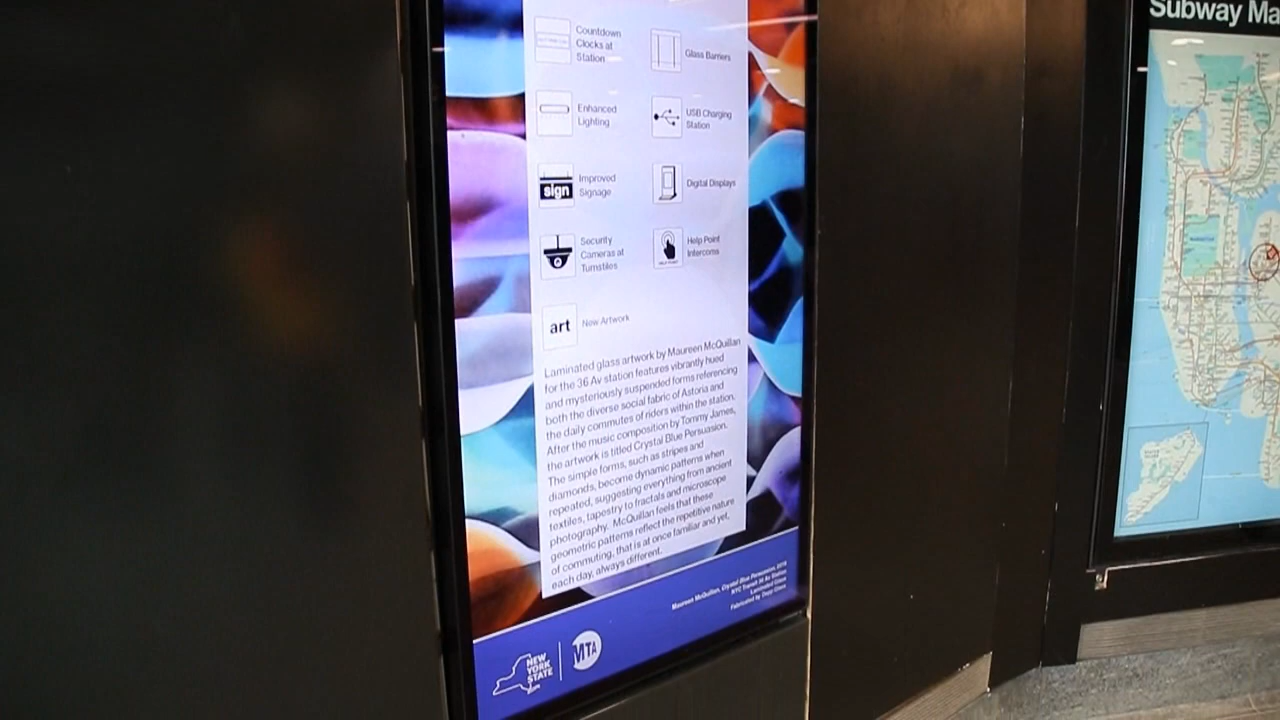 Subway Ma
Countdown
Clocks at
Station
Glass Barriers
Enhanced
Lighting
USB Charging
Station
sign
Improved
Signage
Digital Displays
Security
Cameras at
Turnstiles
Help Point
Intercoms
art
New Artwork
Laminated glass artwork by Maureen McQuillan
for the 36 Av station features vibrantly hued
and mysteriously suspended forms referencing
both the diverse social fabric of Astoria and
the daily commutes of riders within the station.
After the music composition by Tommy James,
the artwork is titled Crystal Blue Persuasion.
The simple forms, such as stripes and
diamonds, become dynamic patterns when
repeated, suggesting everything from ancient
textiles, tapestry to fractals and microscope
photography. McQuillan feels that these
geometric patterns reflect the repetitive nature
of commuting, that is at once familiar and yet,
each day, always different.
Maureen McQuillan, Crystal Blue Persuasion, 2018
NYC Transit 36 Av Station
Laminated Glass
Fabricated by
NEW
YORK
STATE
MTA